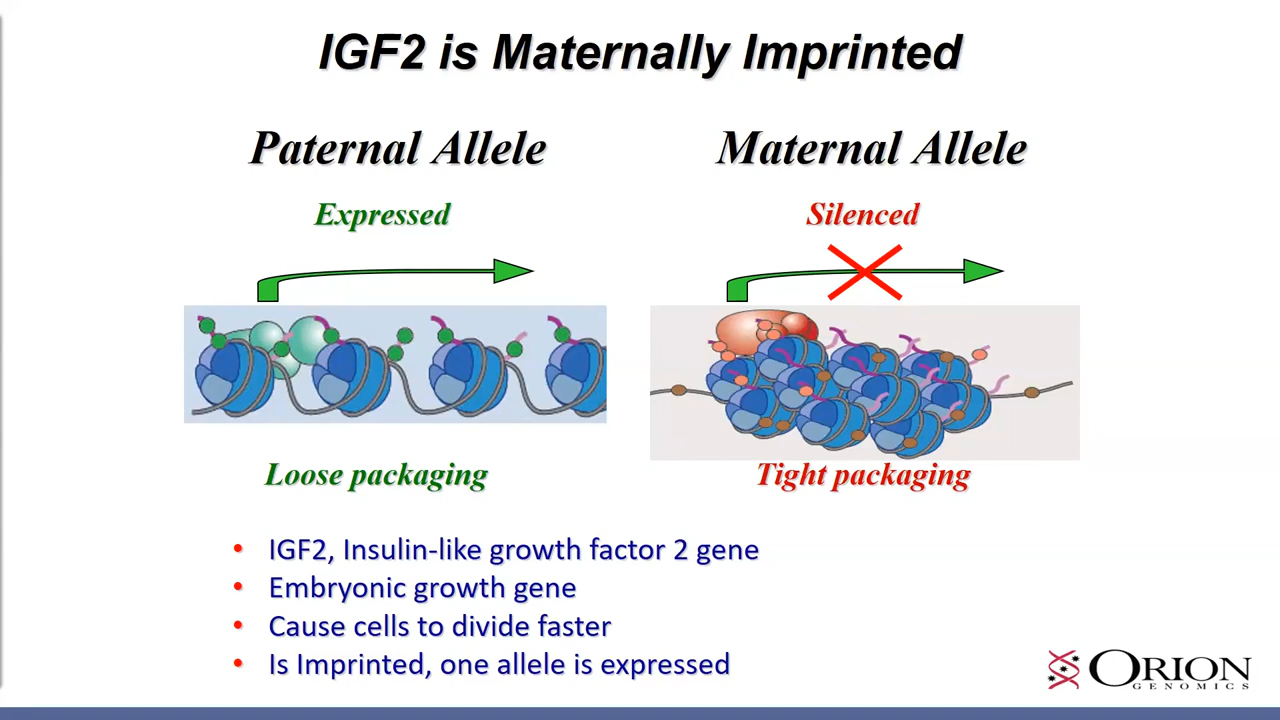 IGF2 is Maternally Imprinted
Paternal Allele
Maternal Allele
Expressed
Silenced
Loose packaging
Tight packaging
• IGF2, Insulin-like growth factor 2 gene
• Embryonic growth gene
• Cause cells to divide faster
• Is Imprinted, one allele is expressed
ORION
GENOMICS